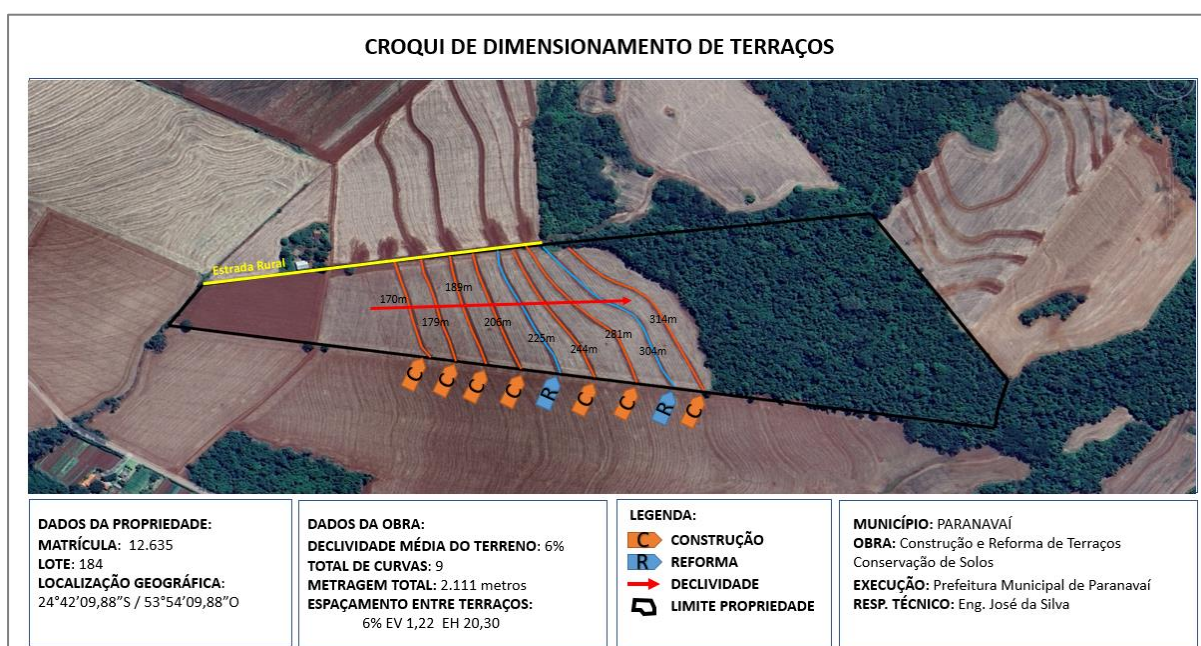 CROQUI DE DIMENSIONAMENTO DE TERRAÇOS
Estrada Rural
170m
179m
189m
206m
225m
244m
281m
304m
314m
C
C
C
C
R
C
C
R
C
DADOS DA PROPRIEDADE:
MATRÍCULA: 12.635
LOTE: 184
LOCALIZAÇÃO GEOGRÁFICA:
24°42'09,88"S / 53°54'09,88"O
DADOS DA OBRA:
DECLIVIDADE MÉDIA DO TERRENO: 6%
TOTAL DE CURVAS: 9
METRAGEM TOTAL: 2.111 metros
ESPAÇAMENTO ENTRE TERRAÇOS:
6% EV 1,22 EH 20,30
LEGENDA:
C CONSTRUÇÃO
R REFORMA
DECLIVIDADE
LIMITE PROPRIEDADE
MUNICÍPIO: PARANAVAÍ
OBRA: Construção e Reforma de Terraços
Conservação de Solos
EXECUÇÃO: Prefeitura Municipal de Paranavaí
RESP. TÉCNICO: Eng. José da Silva